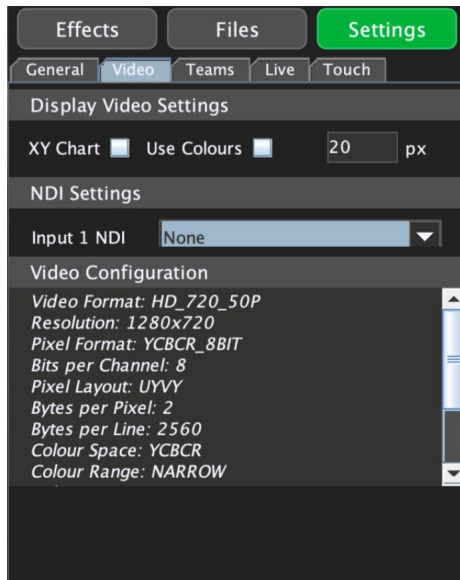 Effects Files Settings
General Video Teams Live Touch
Display Video Settings
XY Chart Use Colours 20 px
NDI Settings
Input 1 NDI None
Video Configuration
Video Format: HD_720_50P
Resolution: 1280x720
Pixel Format: YCBCR_8BIT
Bits per Channel: 8
Pixel Layout: UYVY
Bytes per Pixel: 2
Bytes per Line: 2560
Colour Space: YCBCR
Colour Range: NARROW